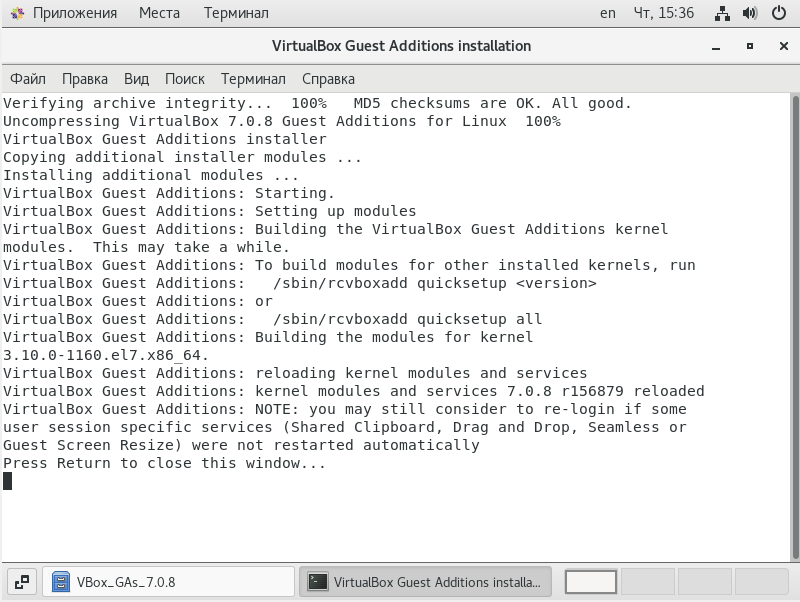 Приложения Места Терминал en Чт, 15:36
VirtualBox Guest Additions installation
Файл Правка Вид Поиск Терминал Справка
Verifying archive integrity...  100%   MD5 checksums are OK. All good.
Uncompressing VirtualBox 7.0.8 Guest Additions for Linux  100%
VirtualBox Guest Additions installer
Copying additional installer modules ...
Installing additional modules ...
VirtualBox Guest Additions: Starting.
VirtualBox Guest Additions: Setting up modules
VirtualBox Guest Additions: Building the VirtualBox Guest Additions kernel
modules.  This may take a while.
VirtualBox Guest Additions: To build modules for other installed kernels, run
VirtualBox Guest Additions:   /sbin/rcvboxadd quicksetup <version>
VirtualBox Guest Additions: or
VirtualBox Guest Additions:   /sbin/rcvboxadd quicksetup all
VirtualBox Guest Additions: Building the modules for kernel
3.10.0-1160.el7.x86_64.
VirtualBox Guest Additions: reloading kernel modules and services
VirtualBox Guest Additions: kernel modules and services 7.0.8 r156879 reloaded
VirtualBox Guest Additions: NOTE: you may still consider to re-login if some
user session specific services (Shared Clipboard, Drag and Drop, Seamless or
Guest Screen Resize) were not restarted automatically
Press Return to close this window...
VBox_GAs_7.0.8 VirtualBox Guest Additions installa...